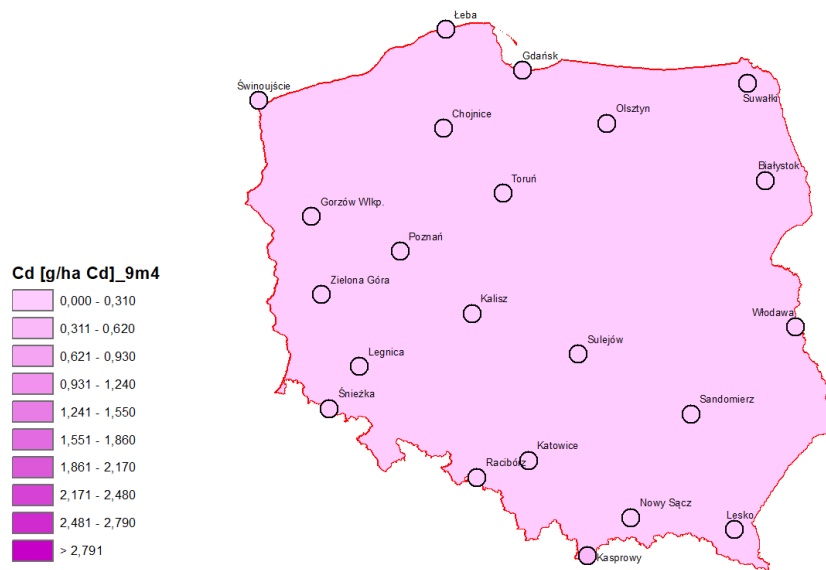 Łeba
Gdańsk
Świnoujście
Suwałki
Chojnice
Olsztyn
Białystok
Toruń
Gorzów Wlkp.
Poznań
Cd [g/ha Cd]_9m4
0,000 - 0,310
0,311 - 0,620
0,621 - 0,930
0,931 - 1,240
1,241 - 1,550
1,551 - 1,860
1,861 - 2,170
2,171 - 2,480
2,481 - 2,790
> 2,791
Zielona Góra
Kalisz
Włodawa
Sulejów
Legnica
Śnieżka
Sandomierz
Katowice
Racibórz
Nowy Sącz
Lesko
Kasprowy